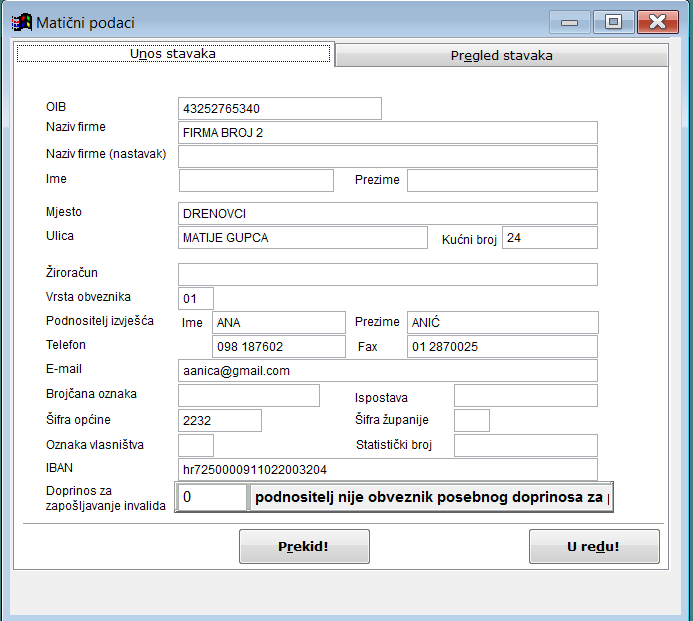 Matični podaci
Unos stavaka Pregled stavaka
OIB 43252765340
Naziv firme FIRMA BROJ 2
Naziv firme (nastavak)
Ime Prezime
Mjesto DRENOVCI
Ulica MATIJE GUPCA Kućni broj 24
Žiroračun
Vrsta obveznika 01
Podnositelj izvješća Ime ANA Prezime ANIĆ
Telefon 098 187602 Fax 01 2870025
E-mail aanica@gmail.com
Brojčana oznaka Ispostava
Šifra općine 2232 Šifra županije
Oznaka vlasništva Statistički broj
IBAN hr7250000911022003204
Doprinos za
zapošljavanje invalida 0 podnositelj nije obveznik posebnog doprinosa za
Prekid! U redu!